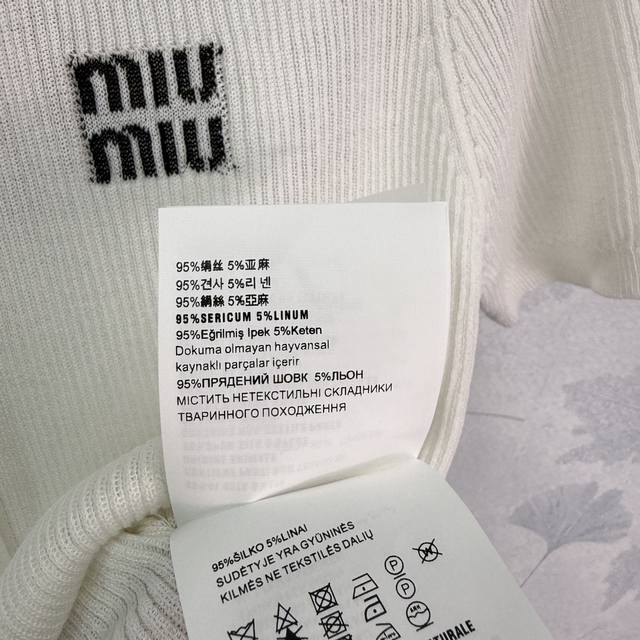 miu
miu
95%绢丝 5%亚麻
95%견사 5%리넨
95%絹絲 5%亞麻
95%SERICUM 5%LINUM
95%Eğrilmiş Ipek 5%Keten
Dokuma olmayan hayvansal
kaynaklı parçalar içerir
95%ПРЯДЕНИЙ ШОВК 5%ЛЬОН
МІСТИТЬ НЕТЕКСТИЛЬНІ СКЛАДНИКИ
ТВАРИННОГО ПОХОДЖЕННЯ
95%ŠILKO 5%LINAI
SUDĖTYJE YRA GYŪNINĖS
KILMĖS NE TEKSTILĖS DALIŲ